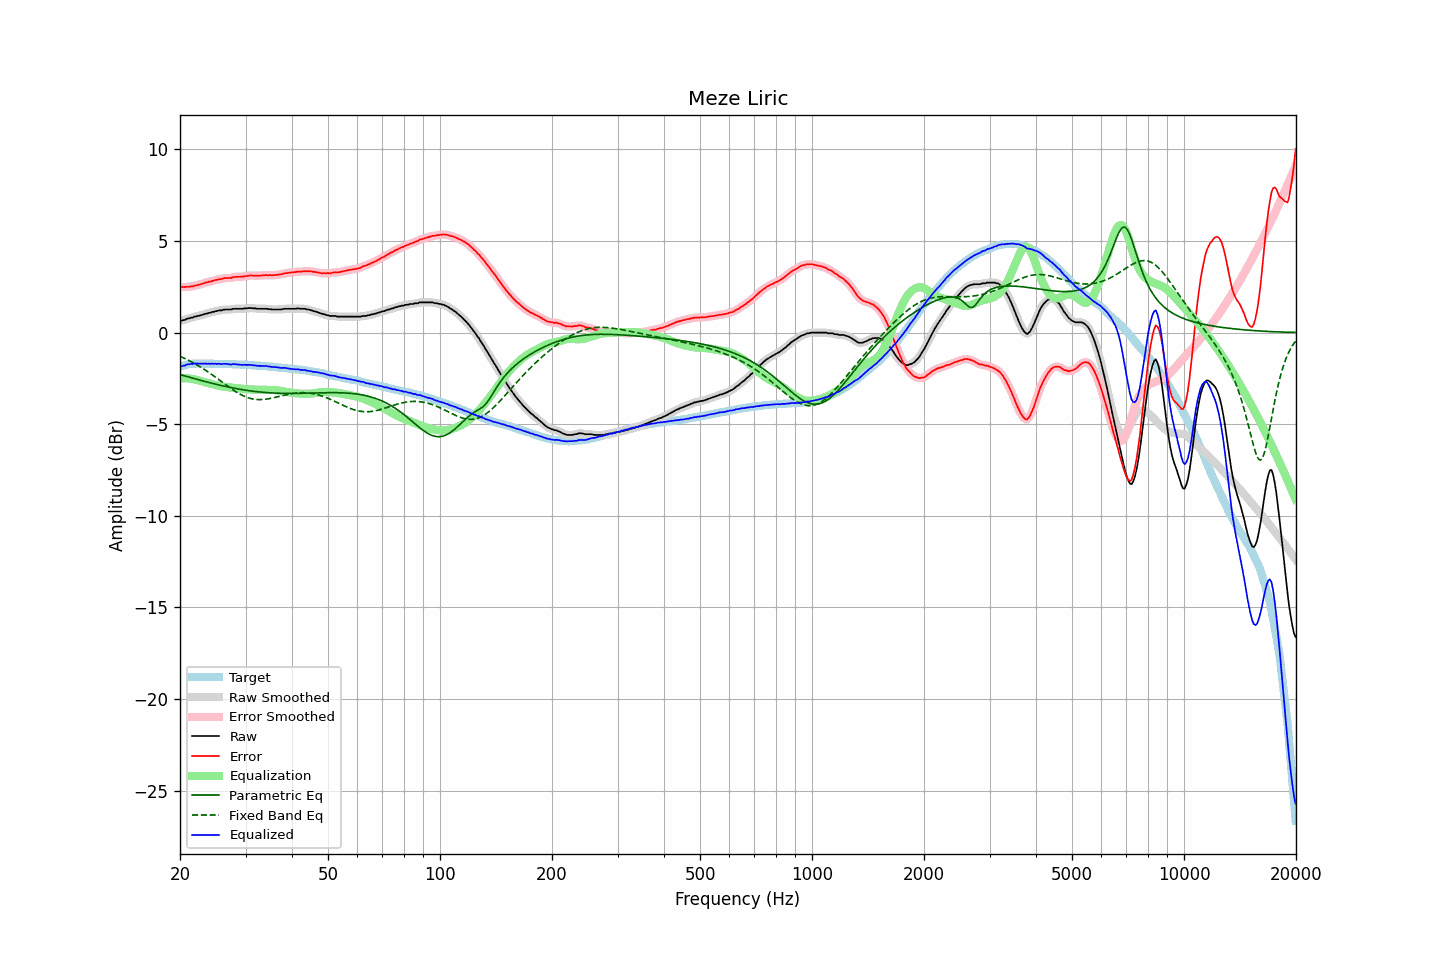 Meze Liric
10
5
0
−5
−10
−15
−20
−25
Amplitude (dBr)
Target
Raw Smoothed
Error Smoothed
Raw
Error
Equalization
Parametric Eq
Fixed Band Eq
Equalized
20 50 100 200 500 1000 2000 5000 10000 20000
Frequency (Hz)